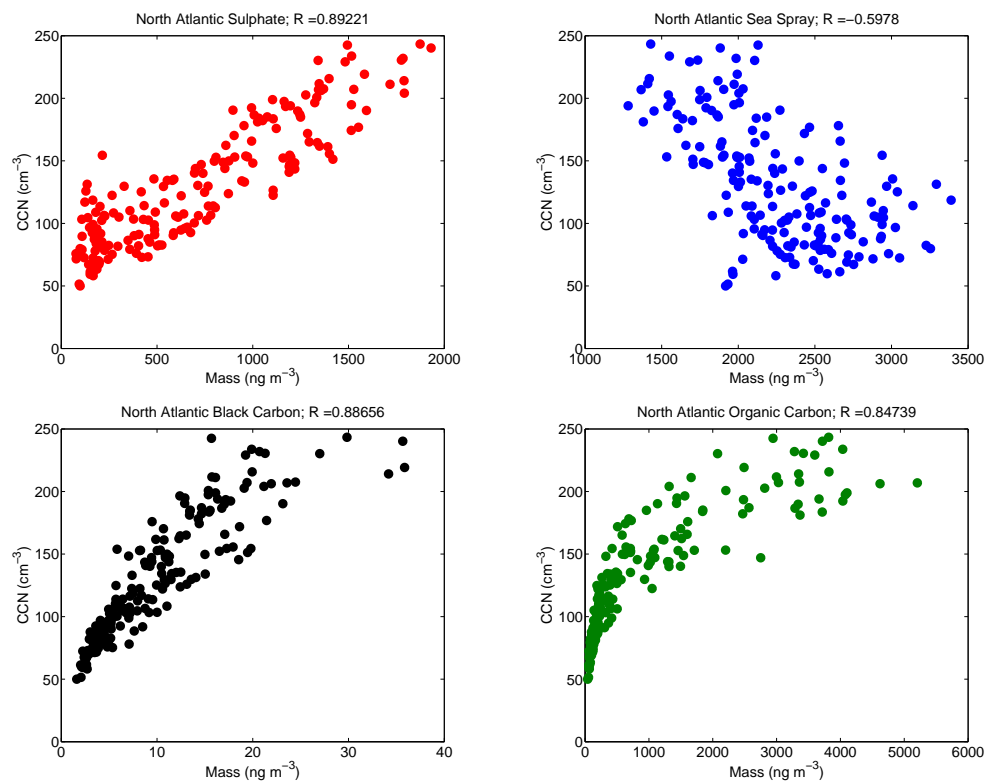 North Atlantic Sulphate; R =0.89221
250
200
150
100
50
0
CCN (cm⁻³)
0 500 1000 1500 2000
Mass (ng m⁻³)
North Atlantic Sea Spray; R =−0.5978
250
200
150
100
50
0
CCN (cm⁻³)
1000 1500 2000 2500 3000 3500
Mass (ng m⁻³)
North Atlantic Black Carbon; R =0.88656
250
200
150
100
50
0
CCN (cm⁻³)
0 10 20 30 40
Mass (ng m⁻³)
North Atlantic Organic Carbon; R =0.84739
250
200
150
100
50
0
CCN (cm⁻³)
0 1000 2000 3000 4000 5000 6000
Mass (ng m⁻³)